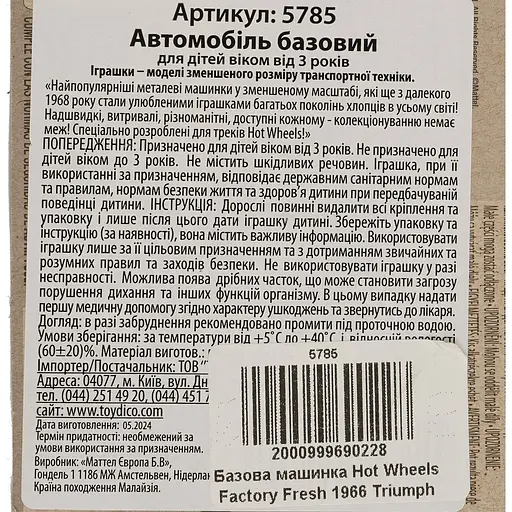 Артикул: 5785
Автомобіль базовий
для дітей віком від 3 років
Іграшки – моделі зменшеного розміру транспортної техніки.
«Найпопулярніші металеві машинки у зменшеному масштабі, які ще з далекого
1968 року стали улюбленими іграшками багатьох поколінь хлопців в усьому світі!
Надшвидкі, витривалі, різноманітні, доступні кожному - колекціонуванню немає
меж! Спеціально розроблені для треків Hot Wheels!»
ПОПЕРЕДЖЕННЯ: Призначено для дітей віком від 3 років. Не призначено для
дітей віком до 3 років. Не містить шкідливих речовин. Іграшка, при її
використанні за призначенням, відповідає державним санітарним нормам
та правилам, нормам безпеки життя та здоров'я дитини при передбачуваній
поведінці дитини. ІНСТРУКЦІЯ: Дорослі повинні видалити всі кріплення та
упаковку і лише після цього дати іграшку дитині. Збережіть упаковку та
інструкцію (за наявності), вона містить важливу інформацію. Використовувати
іграшку лише за її цільовим призначенням та з дотриманням звичайних та
розумних правил та заходів безпеки. Не використовувати іграшку у разі
несправності. Можлива поява дрібних часток, що може становити загрозу
порушення дихання та інших функцій організму. В цьому випадку надати
першу медичну допомогу згідно характеру ушкоджень та звернутись до лікаря.
Догляд: в разі забруднення рекомендовано промити під проточною водою.
Умови зберігання: за температури від +5°C до +40°C і відносній вологості
(60±20)%. Матеріал виготов.:
Імпортер/Постачальник: ТОВ
Адреса: 04077, м. Київ, вул. Дн
тел. (044) 251 49 20, (044) 451 7
сайт: www.toydico.com
Дата виготовлення: 05.2024
Термін придатності: необмежений за
умови використання за призначенням.
Виробник: «Маттел Європа Б.В»,
Гондель 1 1186 МЖ Амстельвен, Нідерлан
Країна походження Малайзія.
5785
2000999690228
Базова машинка Hot Wheels
Factory Fresh 1966 Triumph